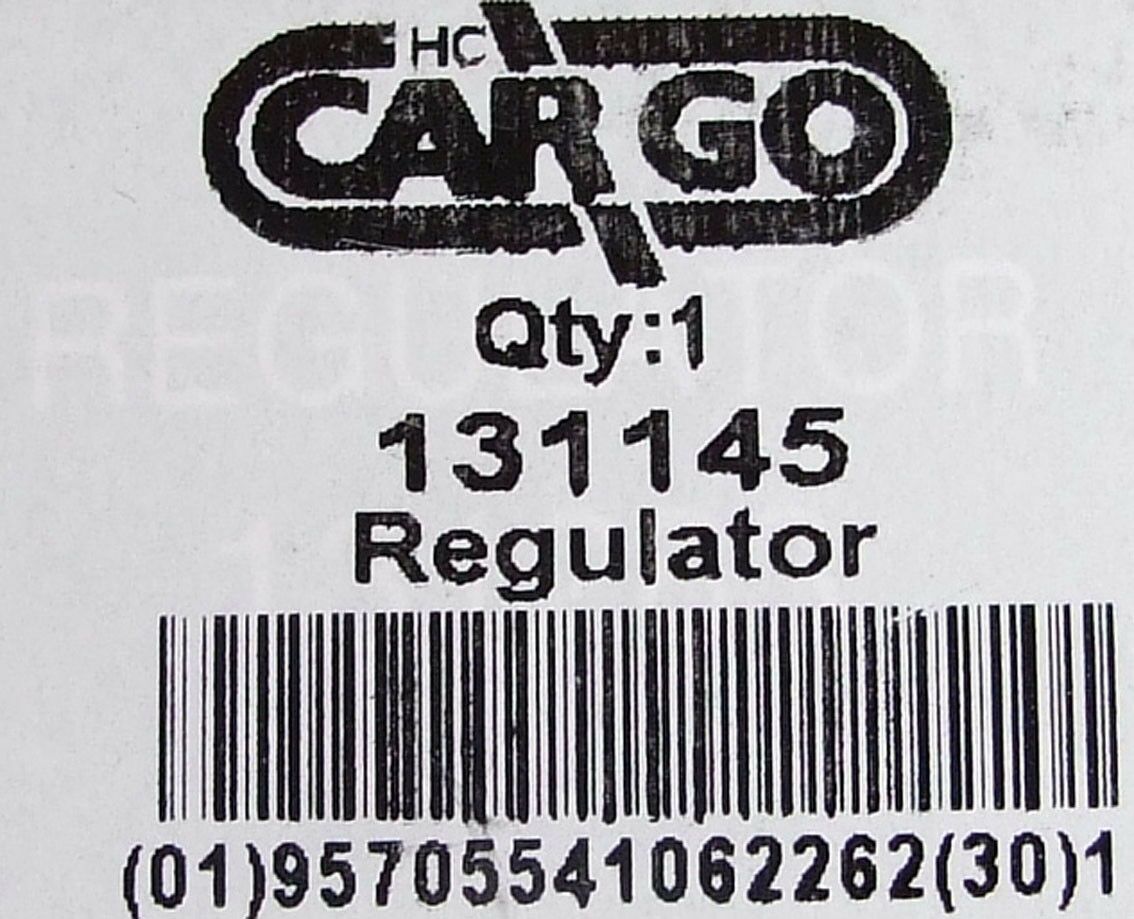 HC
CARGO
Qty:1
131145
Regulator
(01)95705541062262(30)1